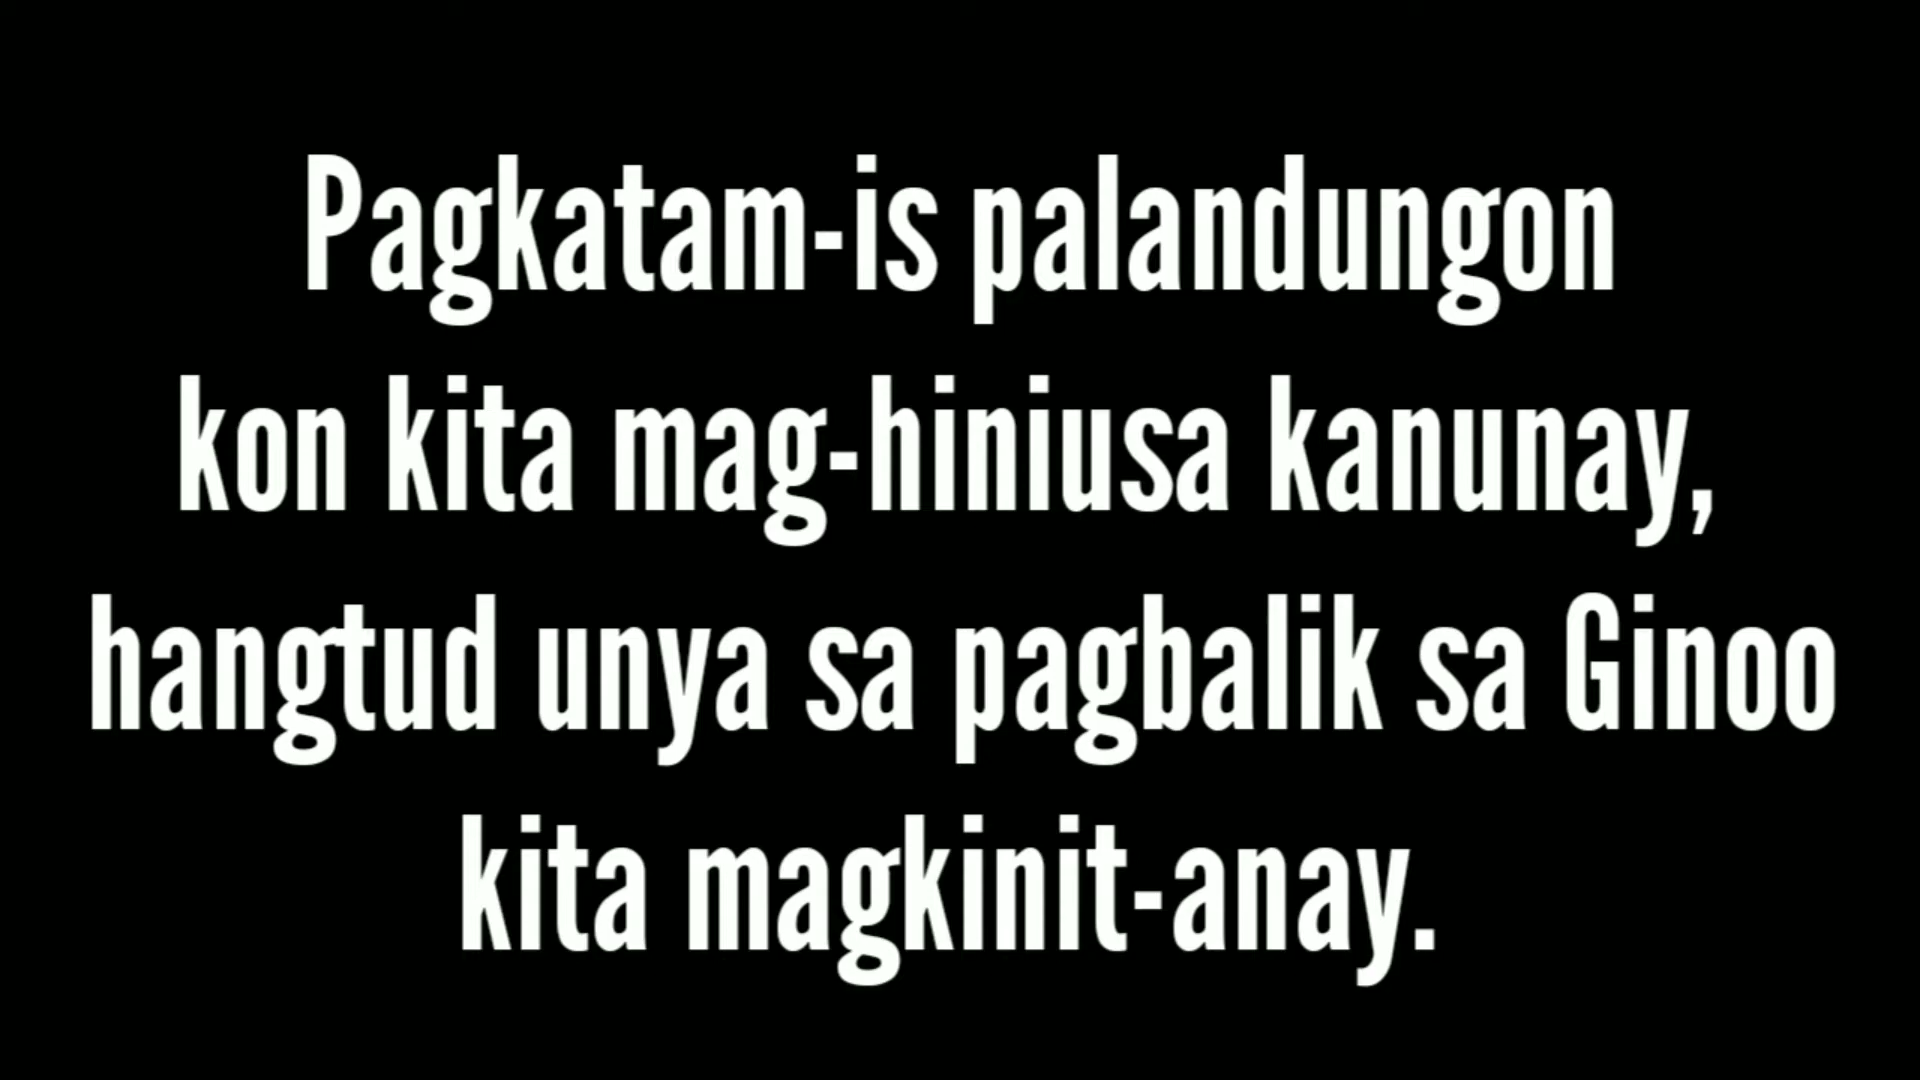 Pagkatam-is palandungon
kon kita mag-hiniusa kanunay,
hangtud unya sa pagbalik sa Ginoo
kita magkinit-anay.